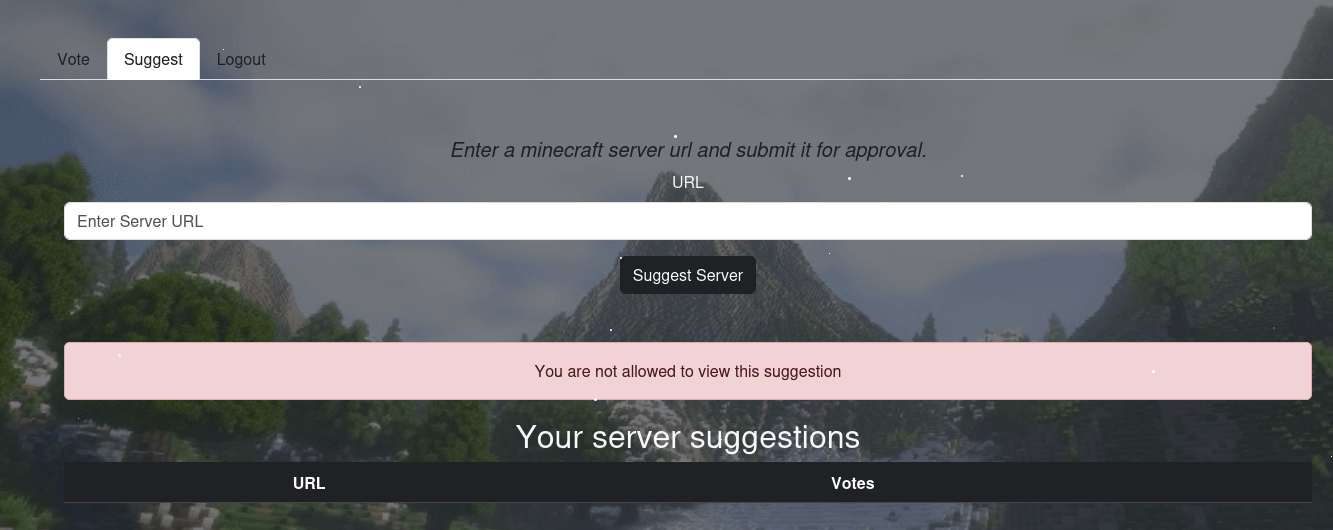 Vote Suggest Logout
Enter a minecraft server url and submit it for approval.
URL
Enter Server URL
Suggest Server
You are not allowed to view this suggestion
Your server suggestions
URL Votes